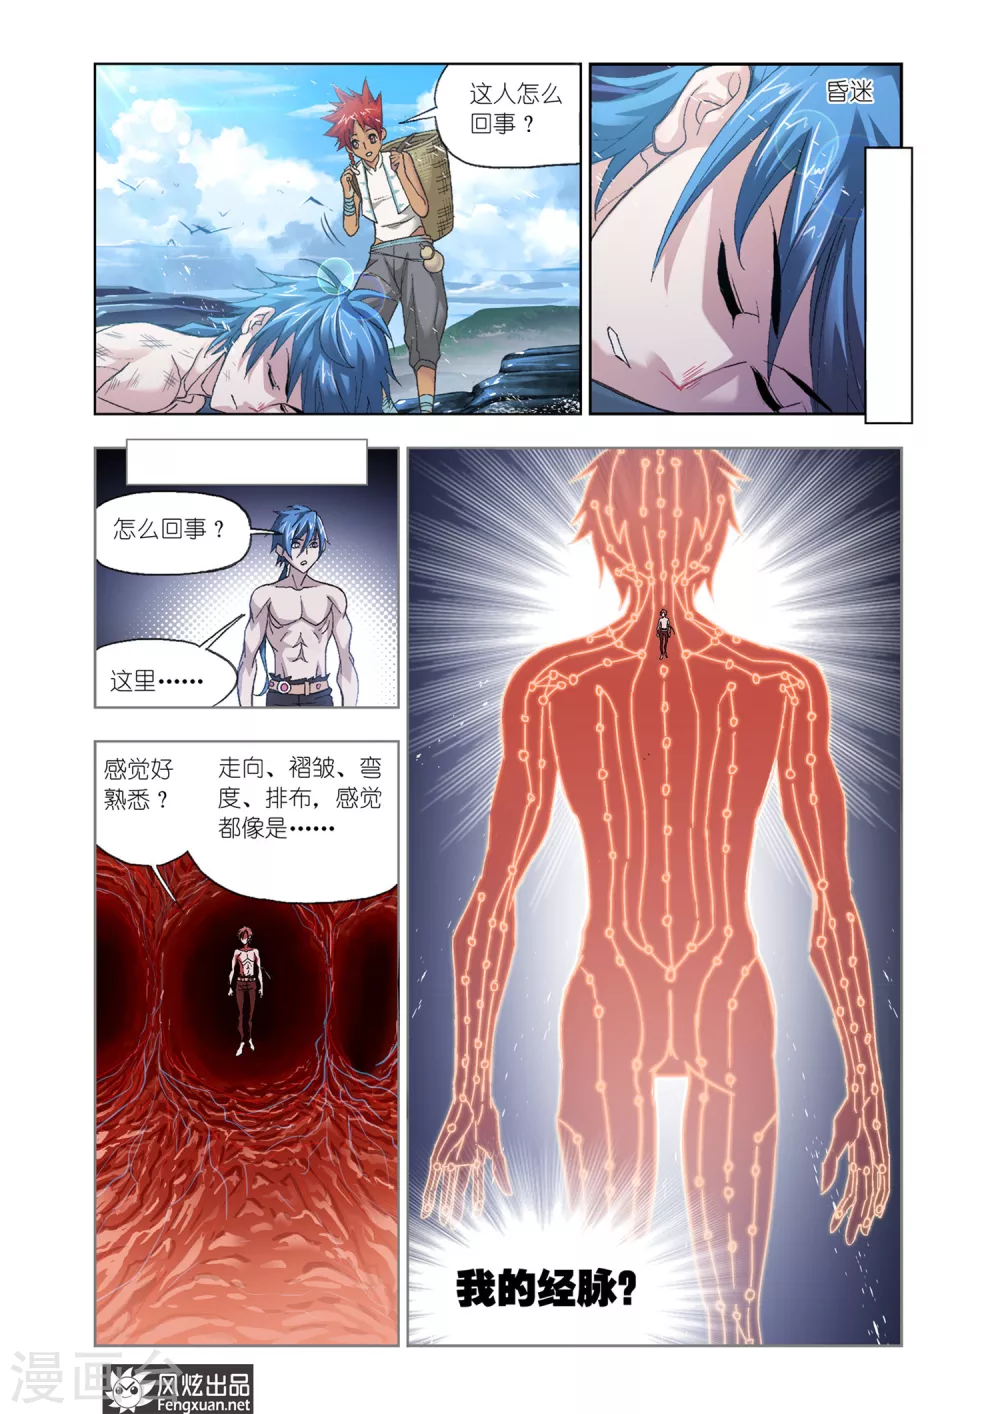 这人怎么
回事？
昏迷
怎么回事？
这里……
感觉好
熟悉？
走向、褶皱、弯
度、排布，感觉
都像是……
我的经脉？
漫画台
风炫出品
Fengxuan.net